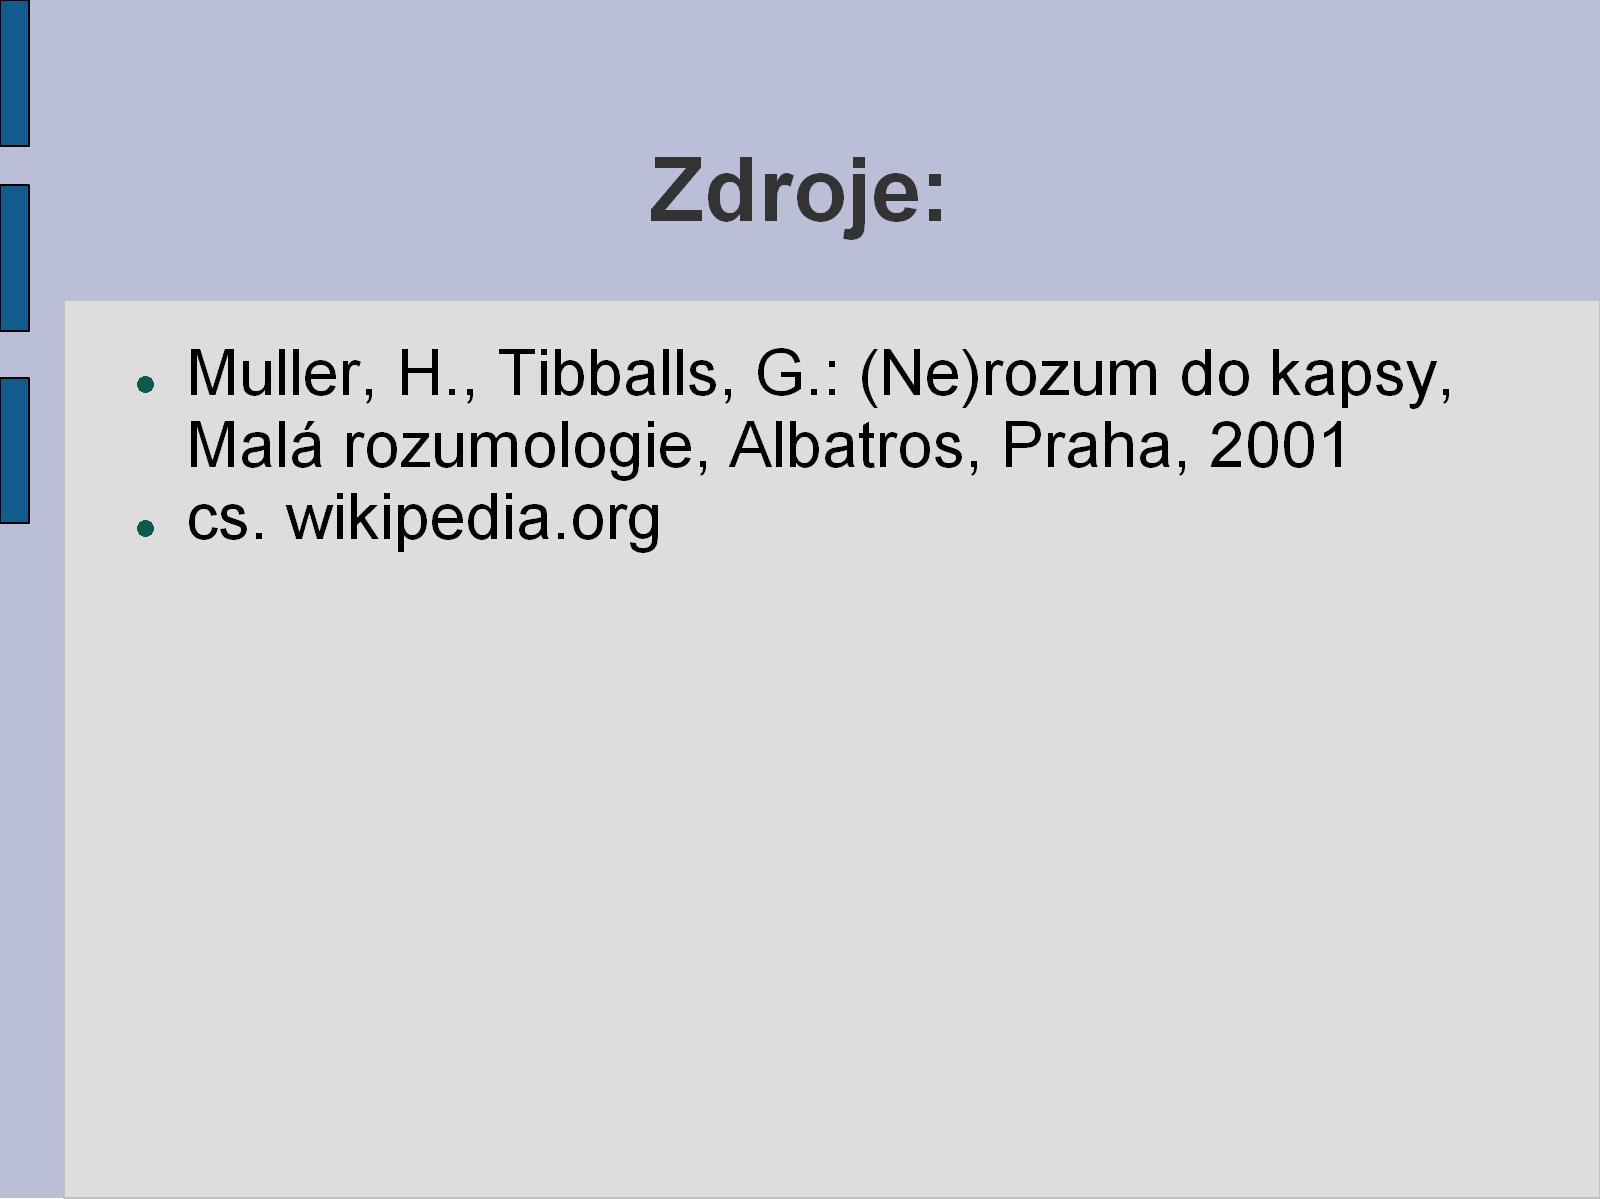 Zdroje:
Muller, H., Tibballs, G.: (Ne)rozum do kapsy,
Malá rozumologie, Albatros, Praha, 2001
cs. wikipedia.org